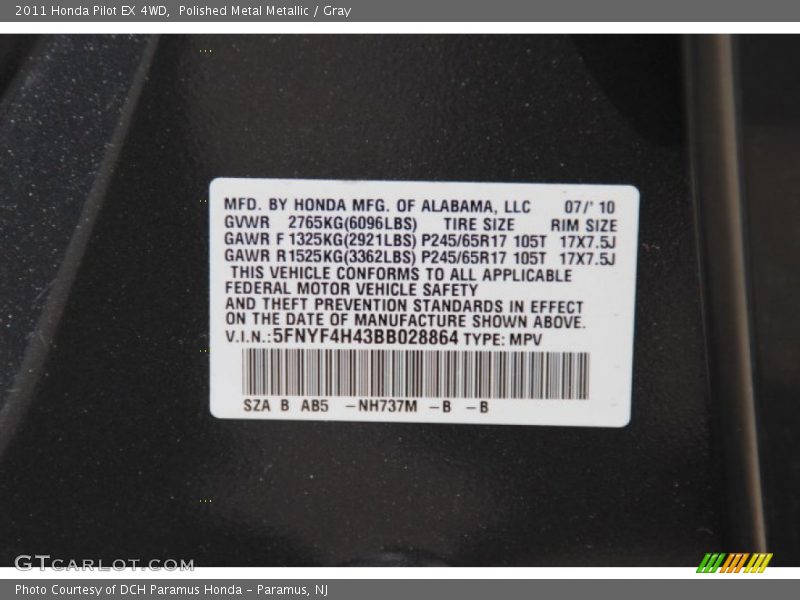 2011 Honda Pilot EX 4WD,  Polished Metal Metallic / Gray
MFD. BY HONDA MFG. OF ALABAMA, LLC 07/' 10
GVWR 2765KG(6096LBS) TIRE SIZE RIM SIZE
GAWR F 1325KG(2921LBS) P245/65R17 105T 17X7.5J
GAWR R 1525KG(3362LBS) P245/65R17 105T 17X7.5J
THIS VEHICLE CONFORMS TO ALL APPLICABLE
FEDERAL MOTOR VEHICLE SAFETY
AND THEFT PREVENTION STANDARDS IN EFFECT
ON THE DATE OF MANUFACTURE SHOWN ABOVE.
V.I.N.:5FNYF4H43BB028864 TYPE: MPV
SZA B AB5 –NH737M –B –B
GTCARLOT.COM
Photo Courtesy of DCH Paramus Honda – Paramus, NJ